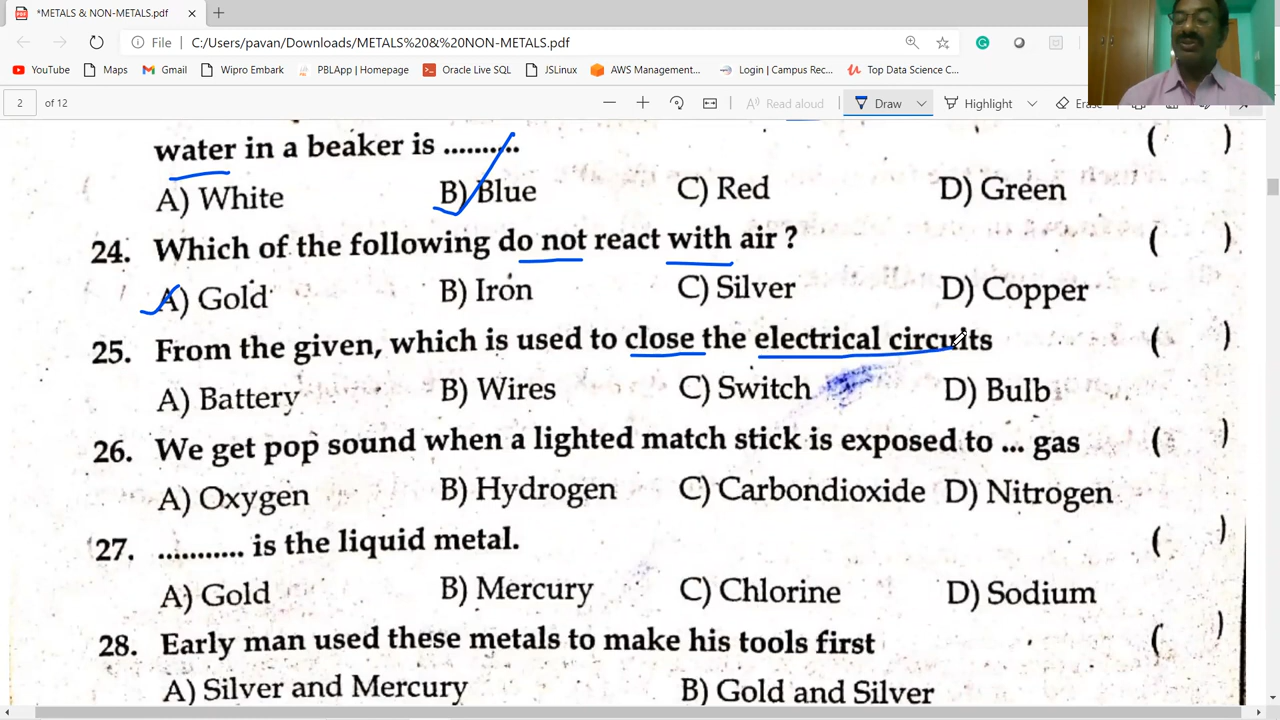 *METALS & NON-METALS.pdf
File C:/Users/pavan/Downloads/METALS%20&%20NON-METALS.pdf
YouTube Maps Gmail Wipro Embark PBLApp | Homepage Oracle Live SQL JSLinux AWS Management... Login | Campus Rec... Top Data Science C...
2 of 12 Read aloud Draw Highlight Erase
water in a beaker is .......... ( )
A) White B) Blue C) Red D) Green
24. Which of the following do not react with air ? ( )
A) Gold B) Iron C) Silver D) Copper
25. From the given, which is used to close the electrical circuits ( )
A) Battery B) Wires C) Switch D) Bulb
26. We get pop sound when a lighted match stick is exposed to ... gas ( )
A) Oxygen B) Hydrogen C) Carbondioxide D) Nitrogen
27. ........... is the liquid metal. ( )
A) Gold B) Mercury C) Chlorine D) Sodium
28. Early man used these metals to make his tools first ( )
A) Silver and Mercury B) Gold and Silver